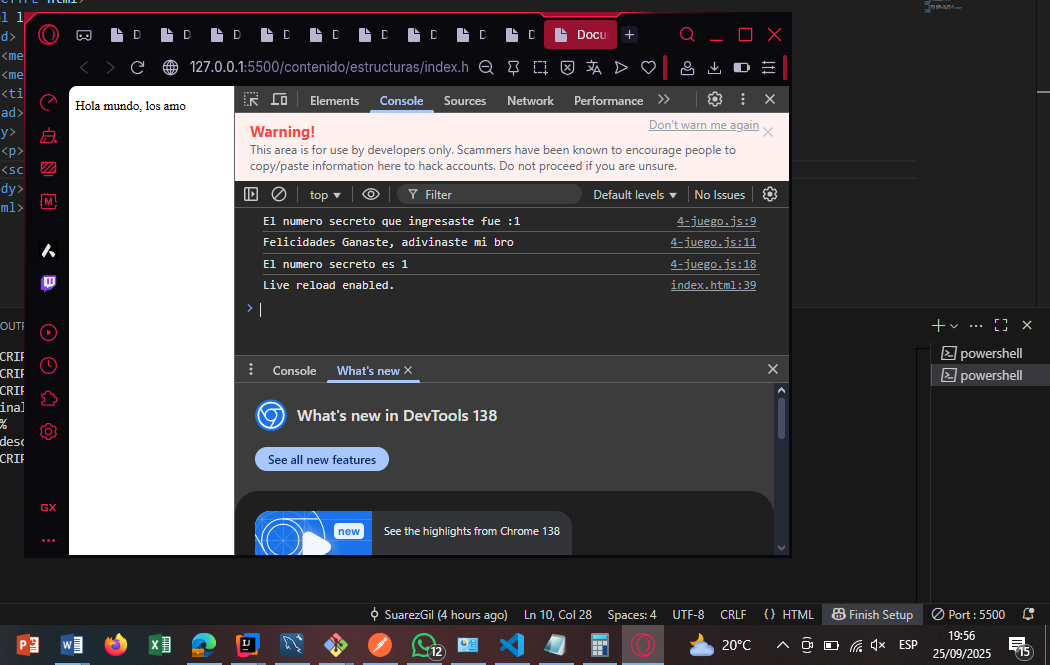 127.0.0.1:5500/contenido/estructuras/index.h
Docu
Hola mundo, los amo
Elements Console Sources Network Performance
Warning!
Don't warn me again
This area is for use by developers only. Scammers have been known to encourage people to
copy/paste information here to hack accounts. Do not proceed if you are unsure.
top Filter Default levels No Issues
El numero secreto que ingresaste fue :1 4-juego.js:9
Felicidades Ganaste, adivinaste mi bro 4-juego.js:11
El numero secreto es 1 4-juego.js:18
Live reload enabled. index.html:39
Console What's new
What's new in DevTools 138
See all new features
new See the highlights from Chrome 138
GX
powershell
powershell
SuarezGil (4 hours ago) Ln 10, Col 28 Spaces: 4 UTF-8 CRLF {} HTML Finish Setup Port : 5500
12 20°C ESP 19:56
25/09/2025 15